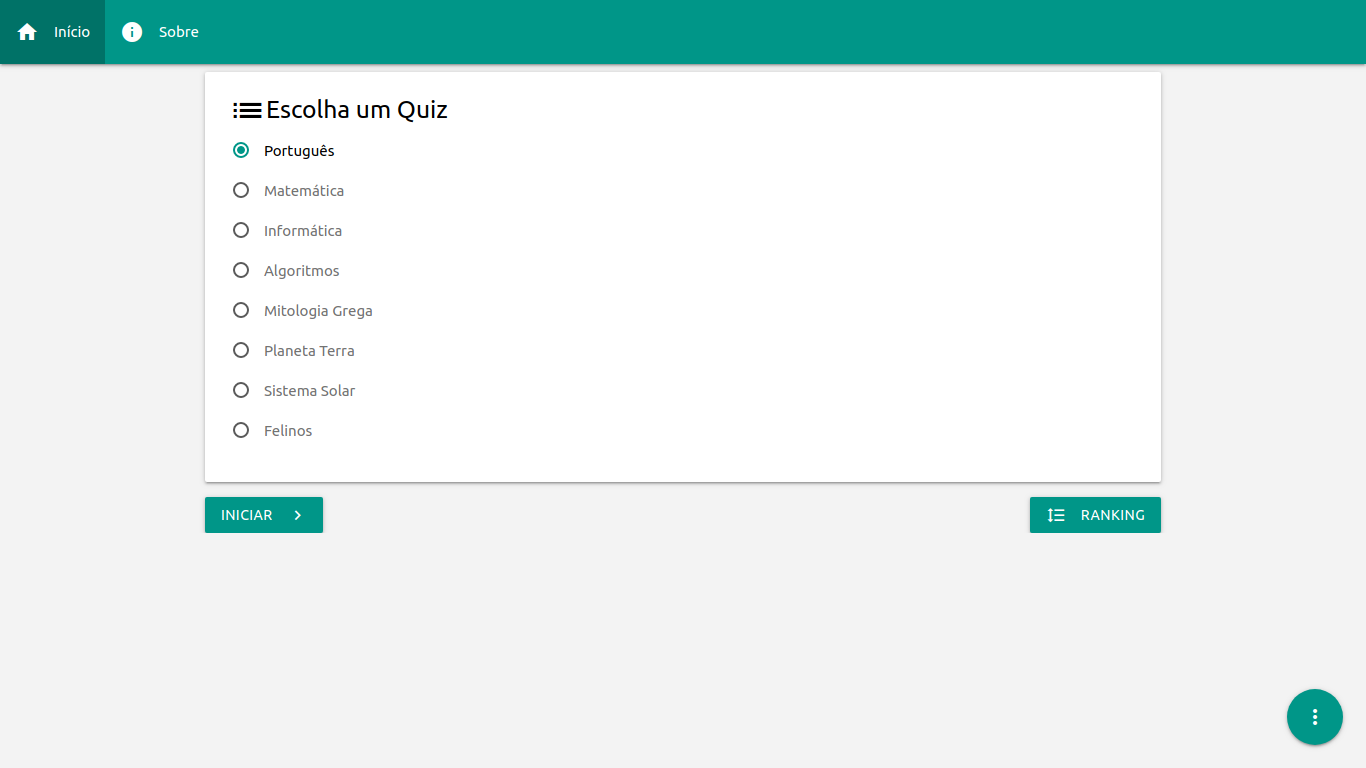 Início
Sobre
Escolha um Quiz
Português
Matemática
Informática
Algoritmos
Mitologia Grega
Planeta Terra
Sistema Solar
Felinos
INICIAR
RANKING